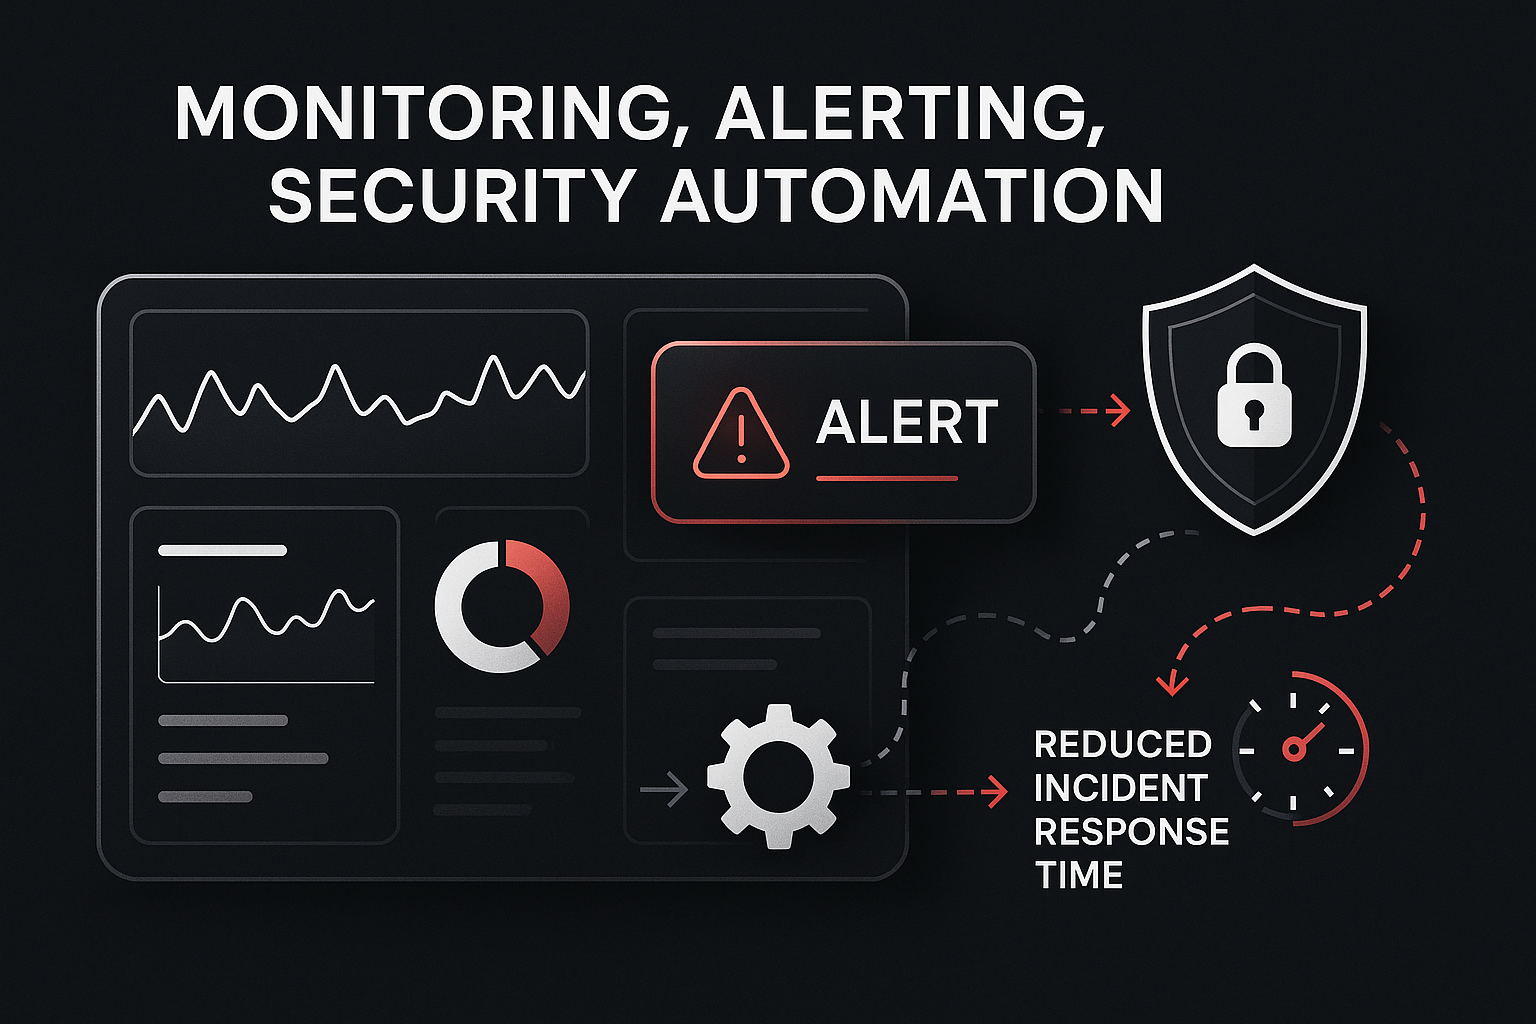 MONITORING, ALERTING,
SECURITY AUTOMATION
ALERT
REDUCED
INCIDENT
RESPONSE
TIME